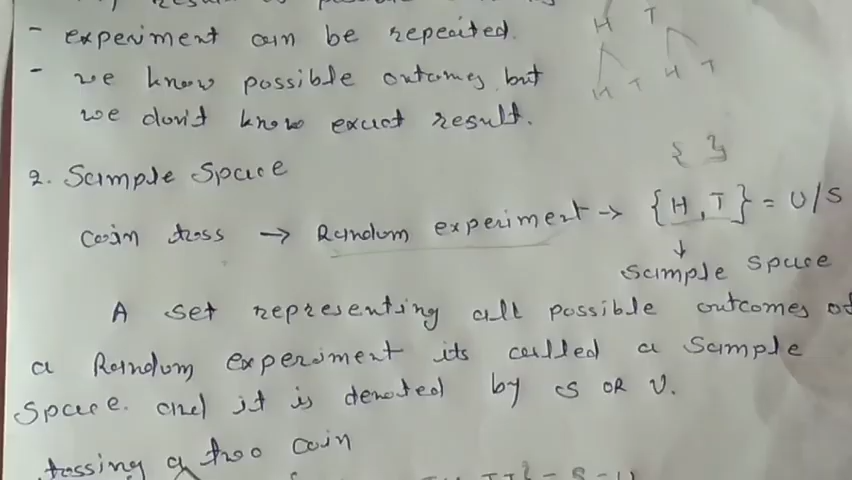 H T
- experiment can be repeated.
H T H T
- we know possible outcomes but
we don't know exact result.
{ }
2. Sample Space
coin toss → Random experiment → {H, T} = U/S
↓
Sample Space
A set representing all possible outcomes of
a Random experiment its called a Sample
Space. and it is denoted by S OR U.
tossing a two coin